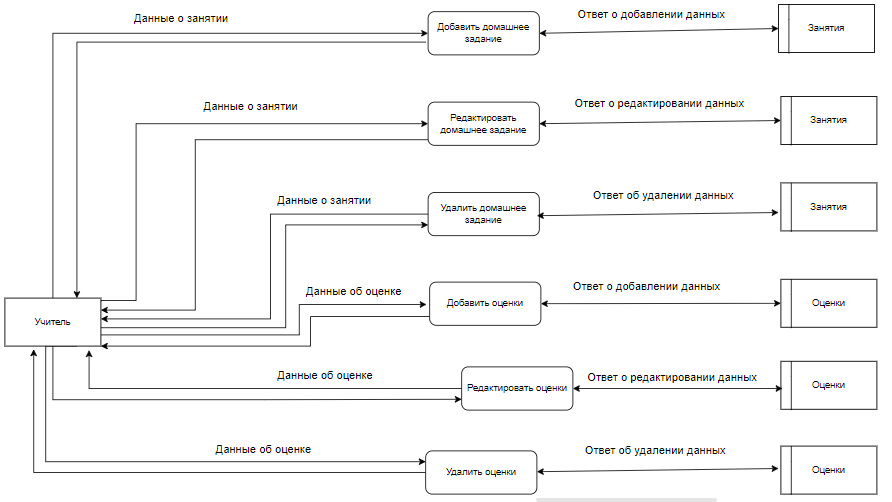 Данные о занятии
Добавить домашнее
задание
Ответ о добавлении данных
Занятия
Данные о занятии
Редактировать
домашнее задание
Ответ о редактировании данных
Занятия
Данные о занятии
Удалить домашнее
задание
Ответ об удалении данных
Занятия
Учитель
Данные об оценке
Добавить оценки
Ответ о добавлении данных
Оценки
Данные об оценке
Редактировать оценки
Ответ о редактировании данных
Оценки
Данные об оценке
Удалить оценки
Ответ об удалении данных
Оценки